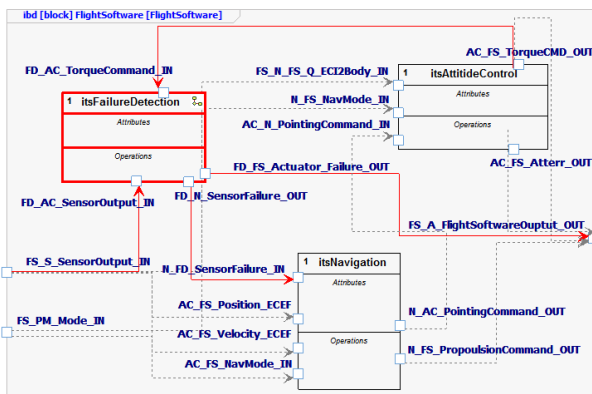 ibd [block] FlightSoftware [FlightSoftware]
AC_FS_TorqueCMD_OUT
FD_AC_TorqueCommand_IN
FS_N_FS_Q_ECI2Body_IN
1 itsAttitideControl
Attributes
Operations
1 itsFailureDetection
Attributes
Operations
N_FS_NavMode_IN
AC_N_PointingCommand_IN
AC_FS_Atterr_OUT
FD_FS_Actuator_Failure_OUT
FD_AC_SensorOutput_IN
FD_N_SensorFailure_OUT
FS_A_FlightSoftwareOuptut_OUT
FS_S_SensorOutput_IN
N_FD_SensorFailure_IN
1 itsNavigation
Attributes
Operations
AC_FS_Position_ECEF
N_AC_PointingCommand_OUT
FS_PM_Mode_IN
AC_FS_Velocity_ECEF
N_FS_PropoulsionCommand_OUT
AC_FS_NavMode_IN